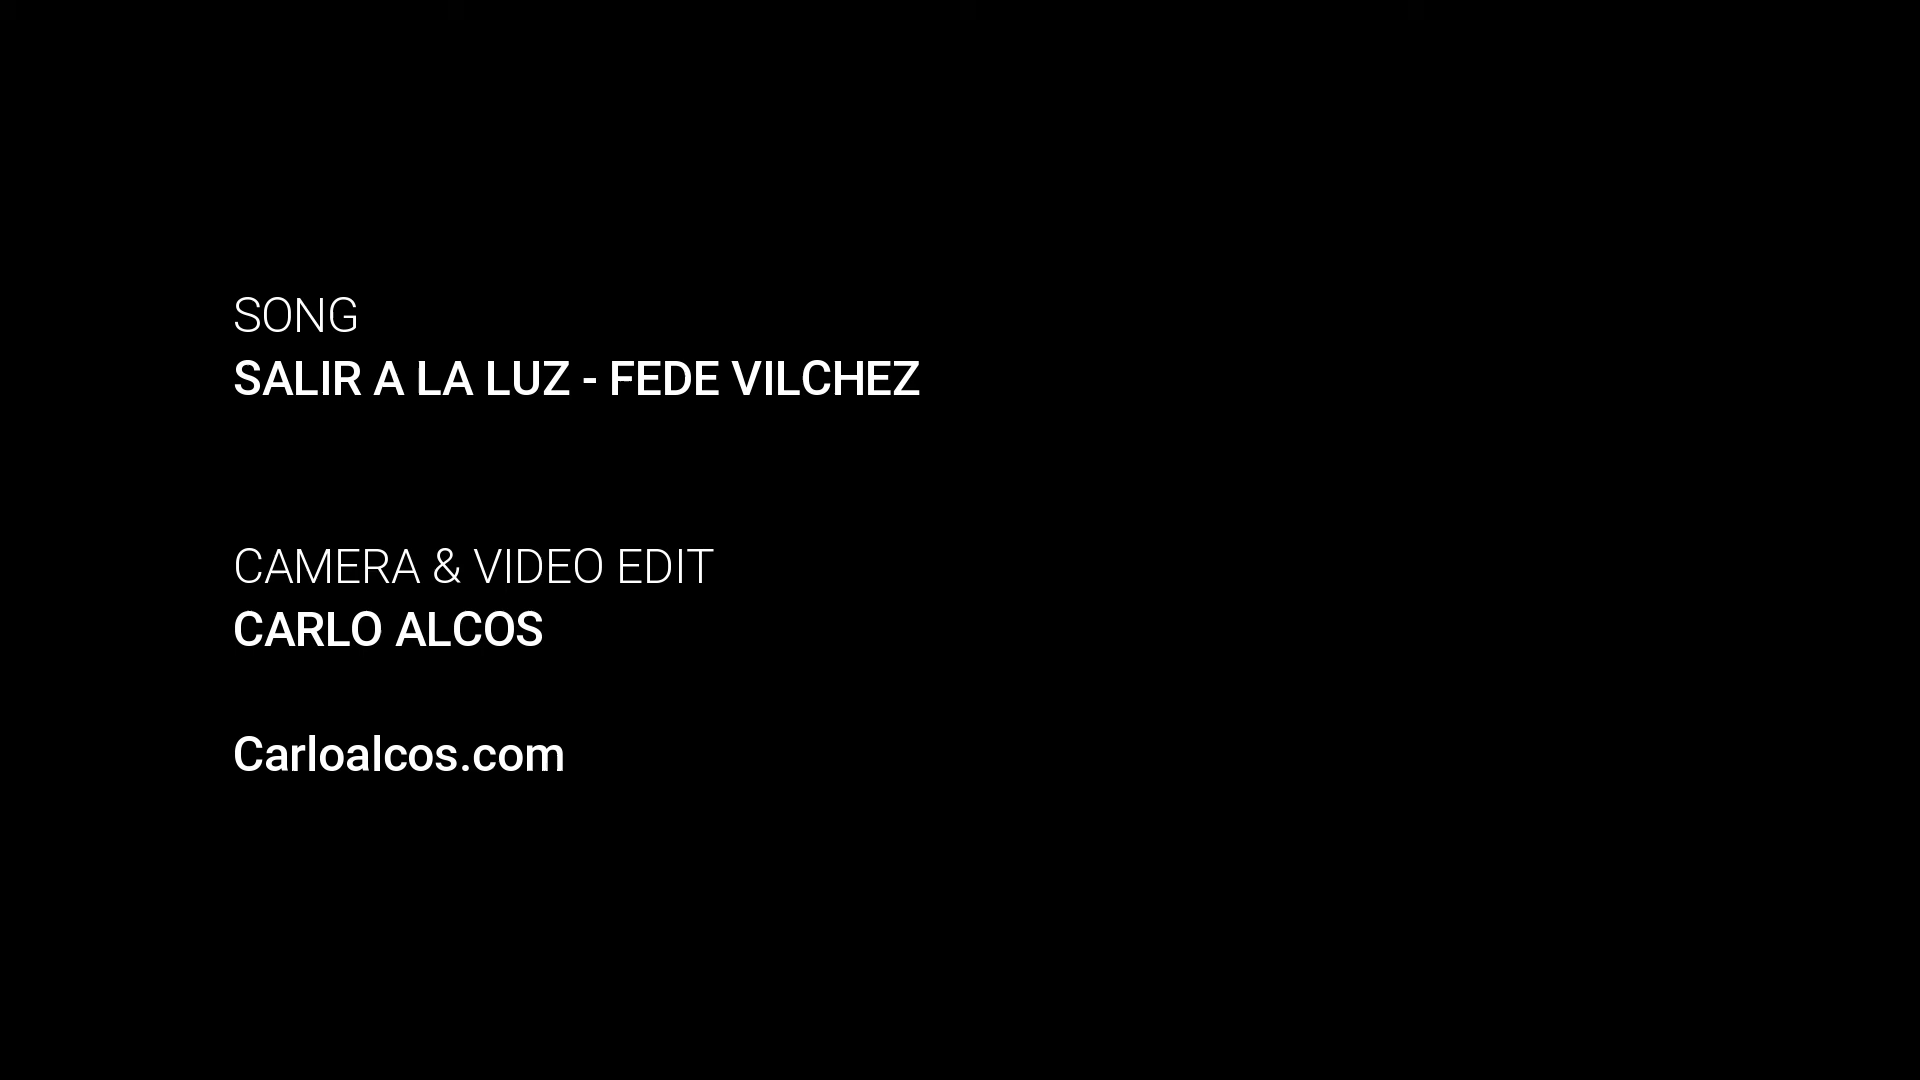 SONG
SALIR A LA LUZ - FEDE VILCHEZ
CAMERA & VIDEO EDIT
CARLO ALCOS
Carloalcos.com